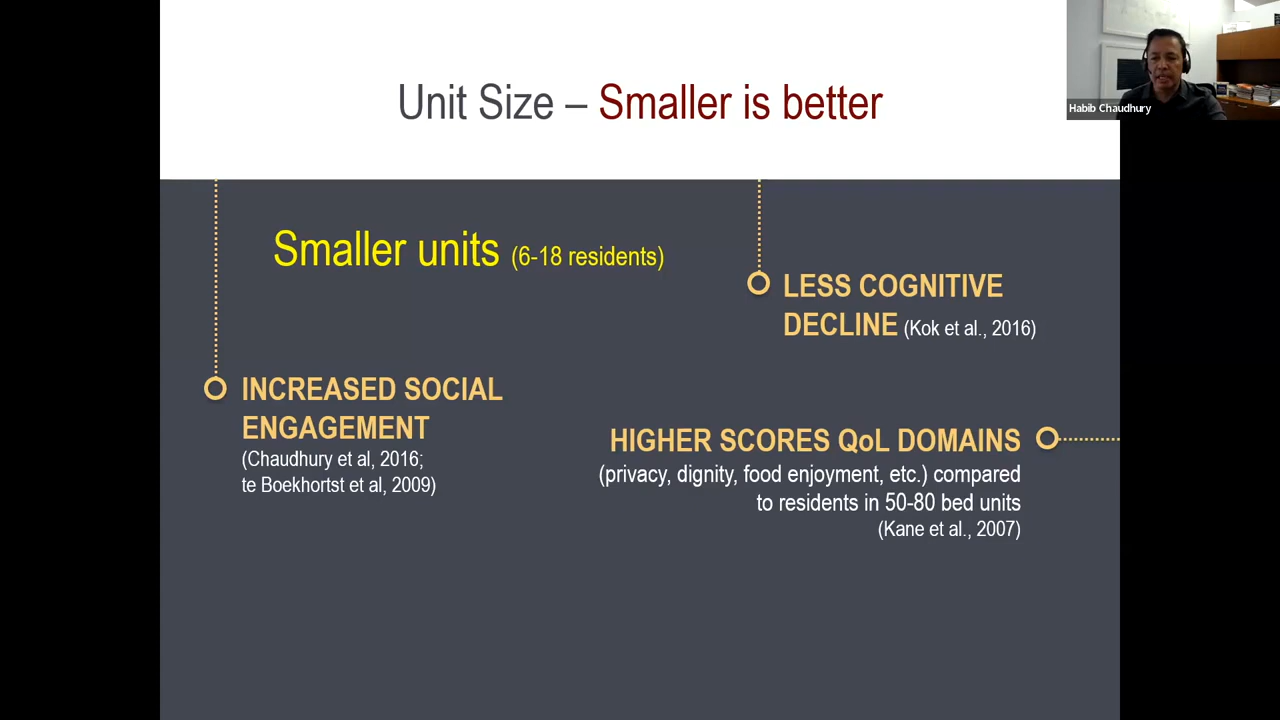 Unit Size – Smaller is better
Habib Chaudhury
Smaller units (6-18 residents)
LESS COGNITIVE
DECLINE (Kok et al., 2016)
INCREASED SOCIAL
ENGAGEMENT
(Chaudhury et al, 2016;
te Boekhortst et al, 2009)
HIGHER SCORES QoL DOMAINS
(privacy, dignity, food enjoyment, etc.) compared
to residents in 50-80 bed units
(Kane et al., 2007)